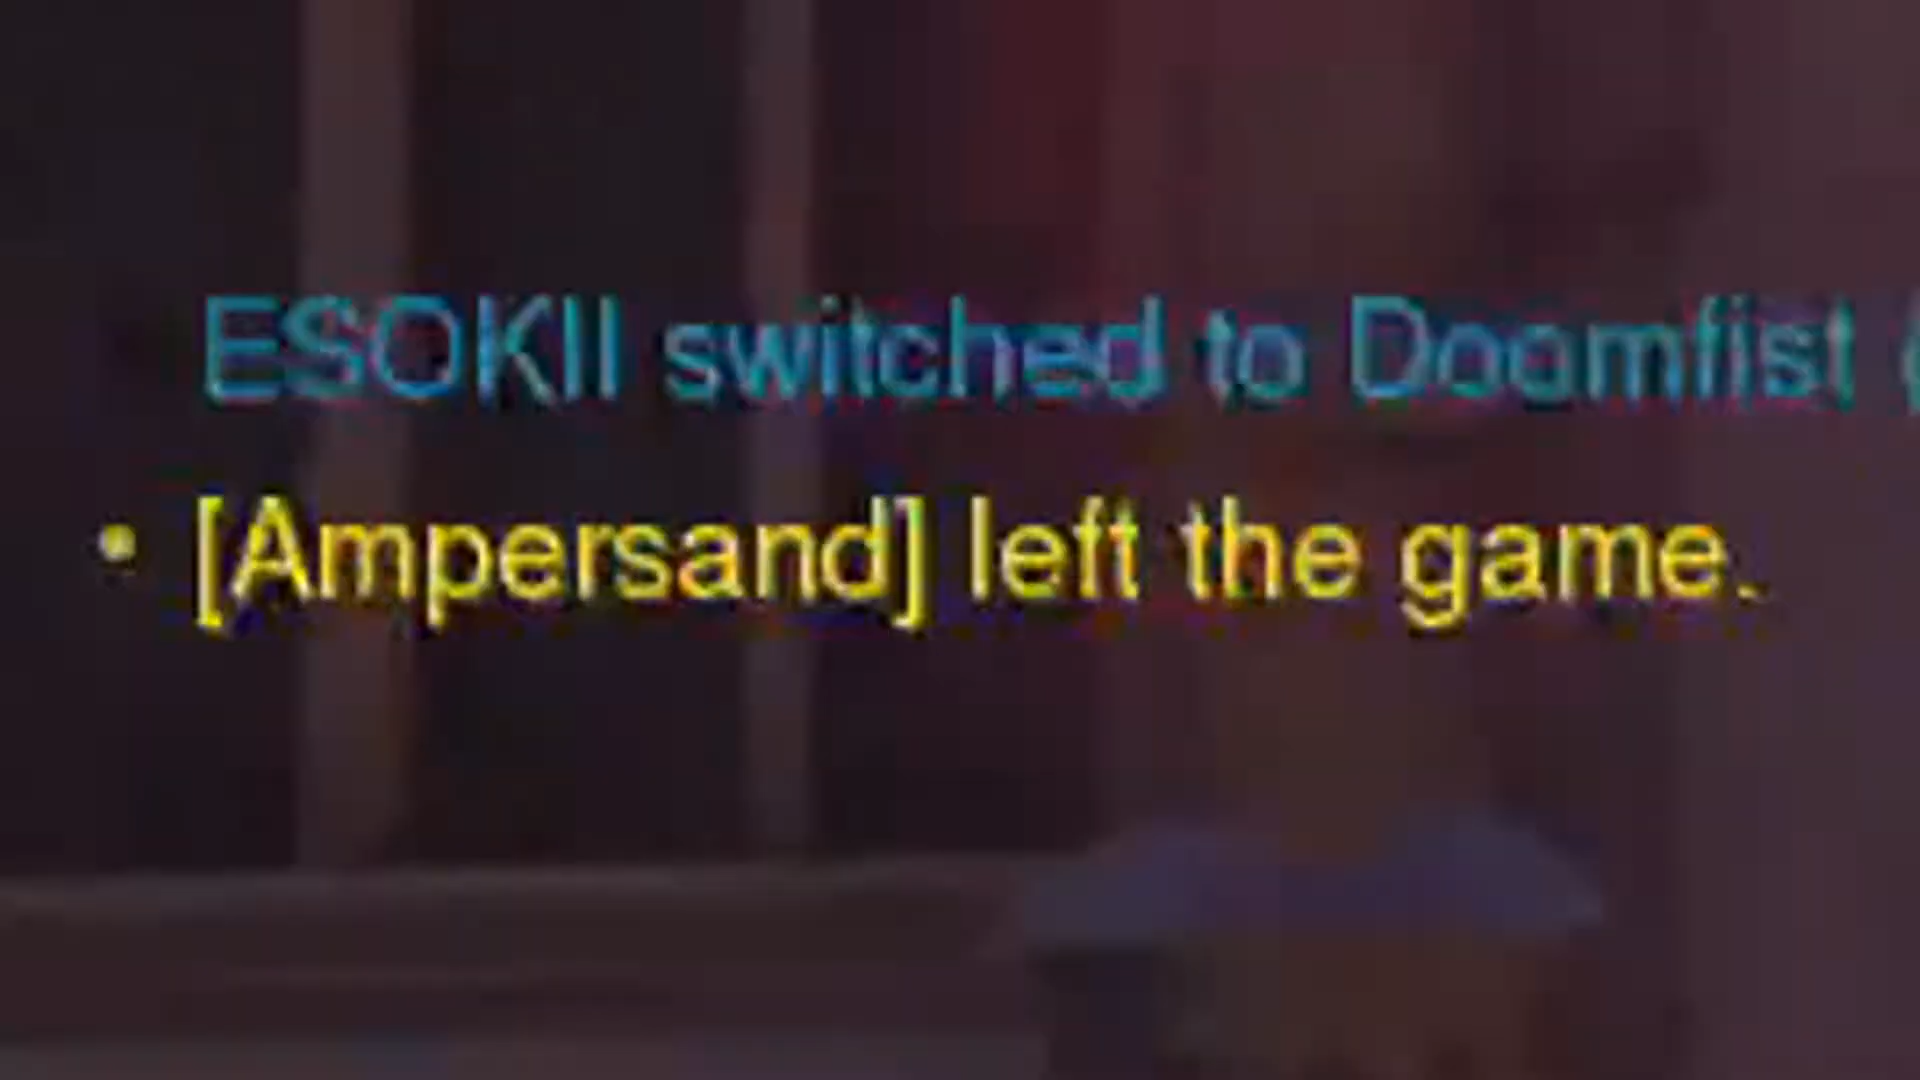 ESOKII switched to Doomfist (
• [Ampersand] left the game.